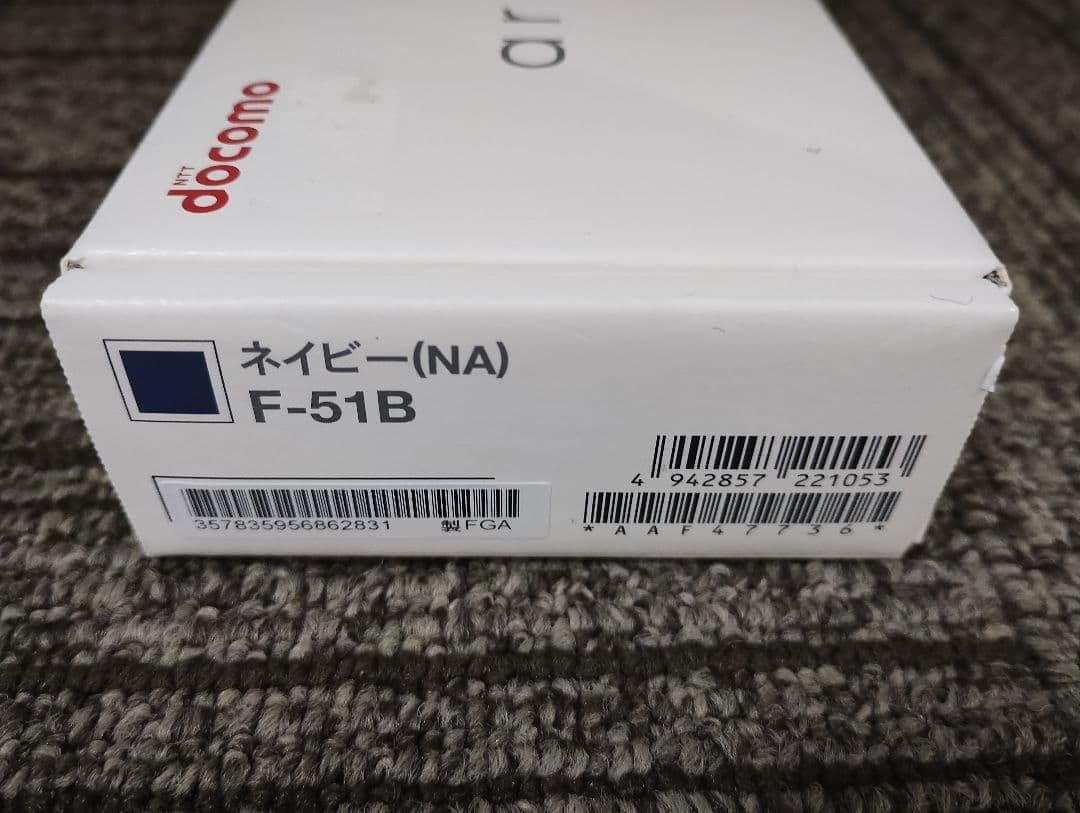 ar
NTT
docomo
ネイビー(NA)
F-51B
4 942857 221053
357835956862831 製FGA
*AAF47736*